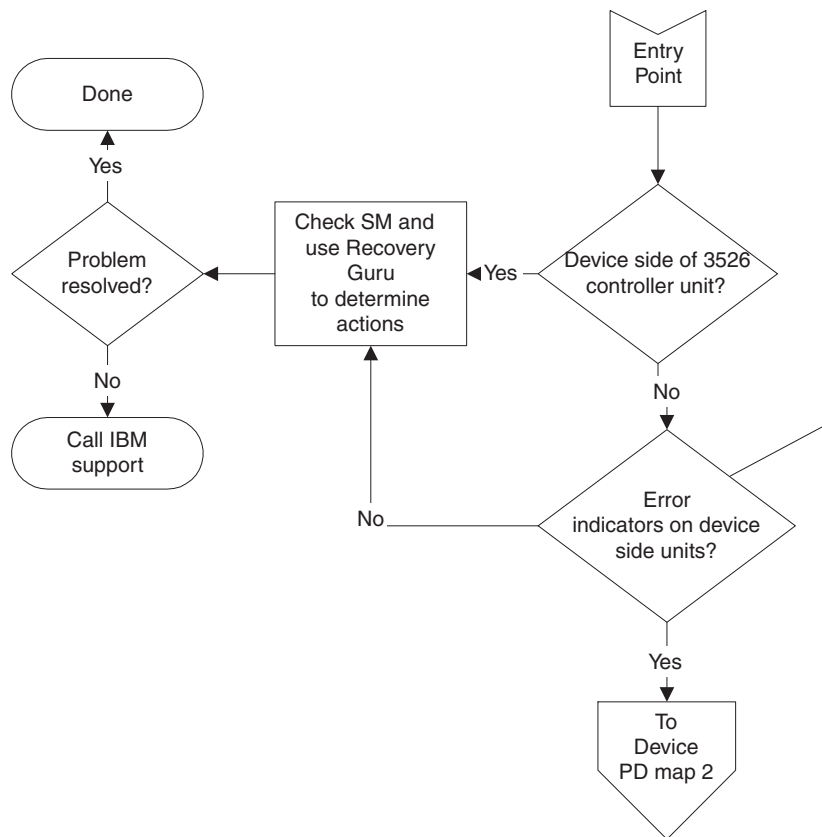 Entry
Point
Done
Yes
Problem
resolved?
Check SM and
use Recovery
Guru
to determine
actions
Yes
Device side of 3526
controller unit?
No
No
Call IBM
support
Error
indicators on device
side units?
No
Yes
To
Device
PD map 2